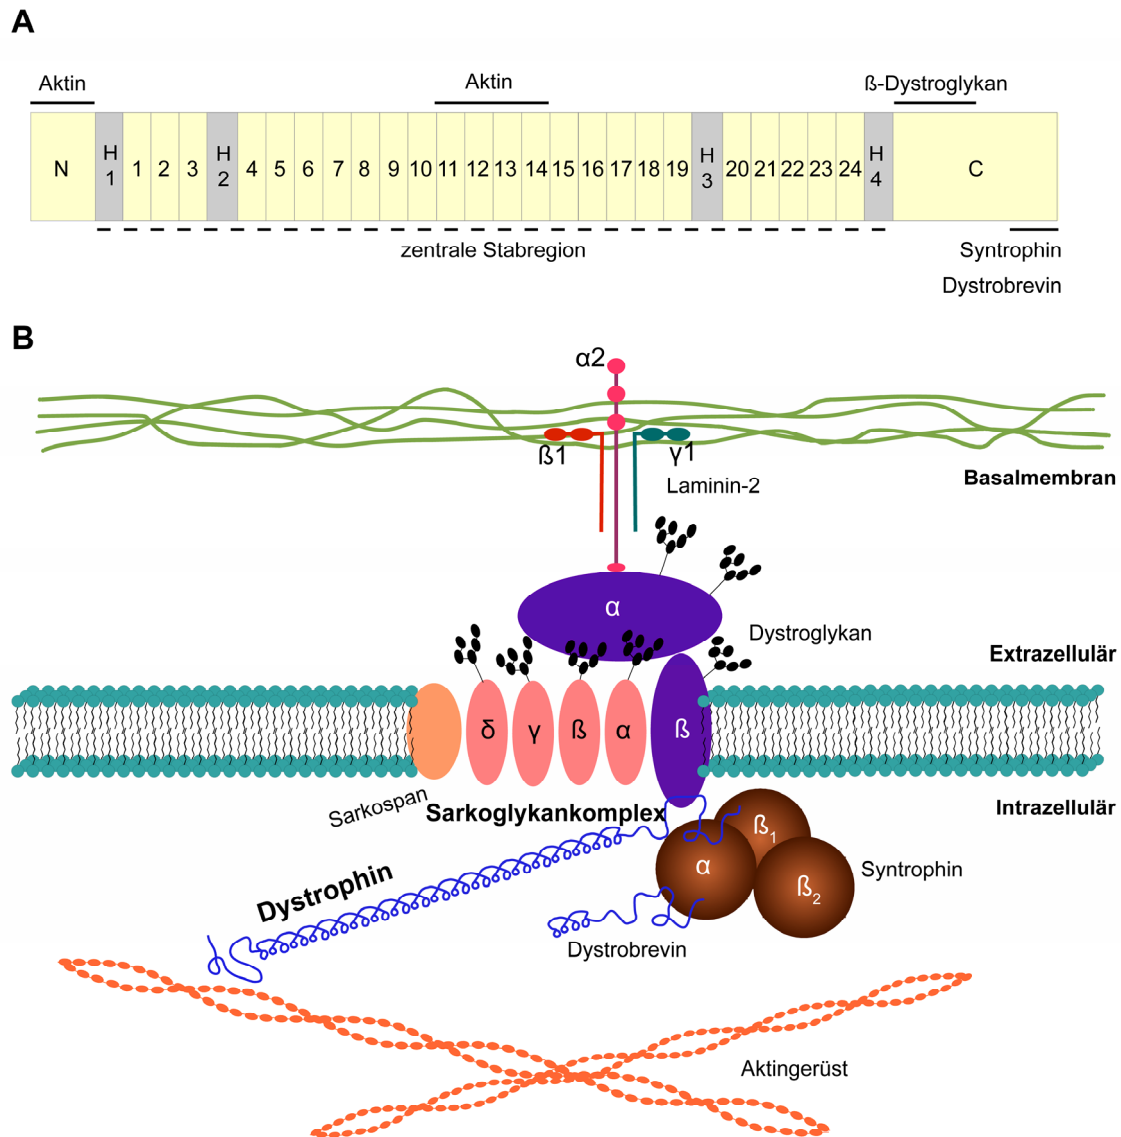 A
Aktin
Aktin
ß-Dystroglykan
N
H
1
1
2
3
H
2
4
5
6
7
8
9
10
11
12
13
14
15
16
17
18
19
H
3
20
21
22
23
24
H
4
C
zentrale Stabregion
Syntrophin
Dystrobrevin
B
α2
ß1
γ1
Laminin-2
Basalmembran
α
Dystroglykan
Extrazellulär
δ
γ
ß
α
ß
Sarkospan
Sarkoglykankomplex
Intrazellulär
ß1
α
ß2
Syntrophin
Dystrophin
Dystrobrevin
Aktingerüst